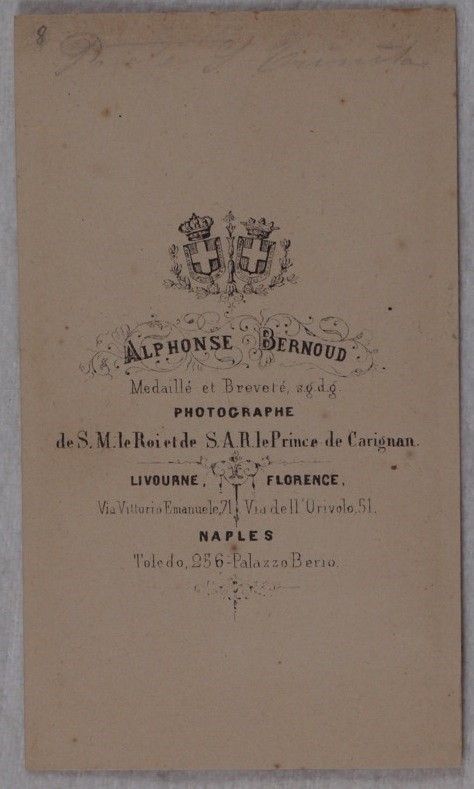 8
ALPHONSE BERNOUD
Medaillé et Breveté, s.g.d.g.
PHOTOGRAPHE
de S. M. le Roi et de S. A. R. le Prince de Carignan.
LIVOURNE, FLORENCE,
Via Vittorio Emanuele, 71 Via dell'Orivolo, 51.
NAPLES
Toledo, 256-Palazzo Berio.